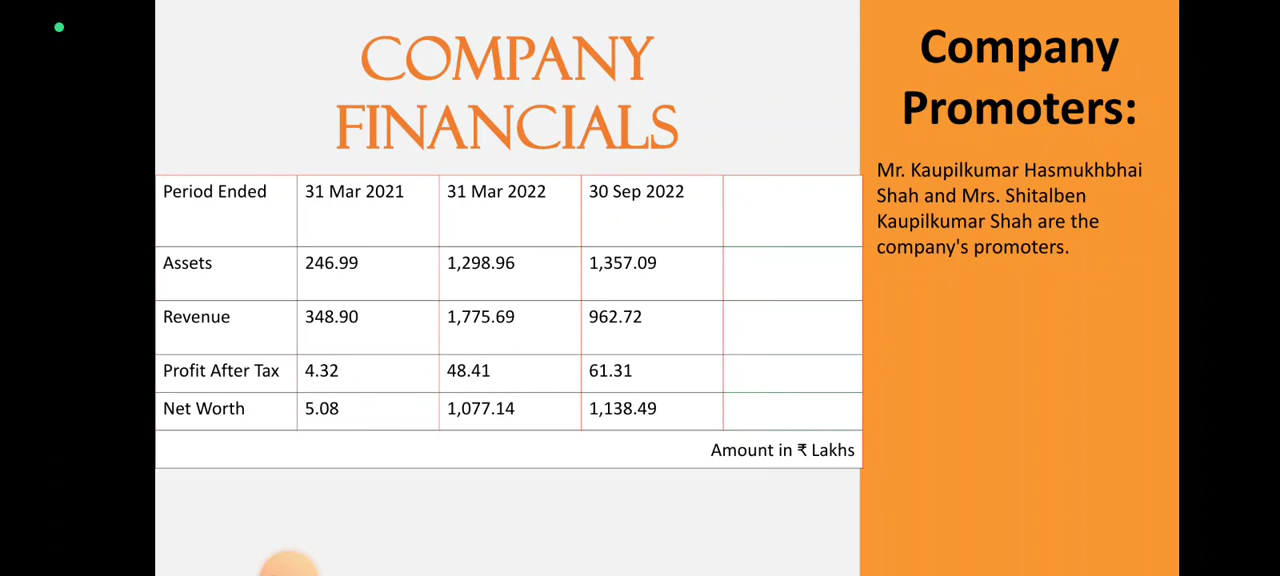 COMPANY
FINANCIALS
Period Ended 31 Mar 2021 31 Mar 2022 30 Sep 2022
Assets 246.99 1,298.96 1,357.09
Revenue 348.90 1,775.69 962.72
Profit After Tax 4.32 48.41 61.31
Net Worth 5.08 1,077.14 1,138.49
Amount in ₹ Lakhs
Company
Promoters:
Mr. Kaupilkumar Hasmukhbhai
Shah and Mrs. Shitalben
Kaupilkumar Shah are the
company's promoters.